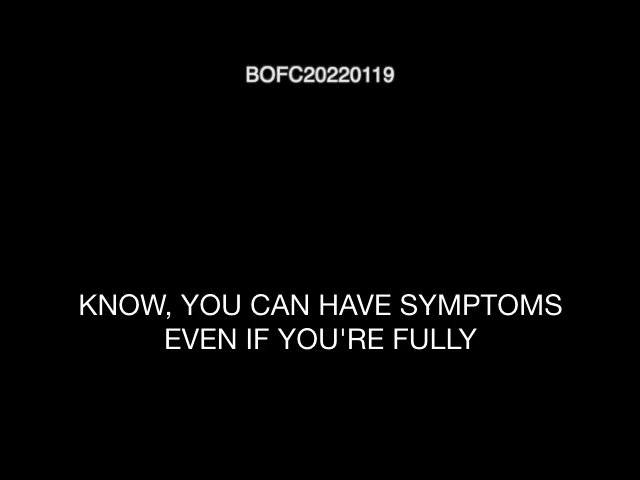 BOFC20220119
KNOW, YOU CAN HAVE SYMPTOMS
EVEN IF YOU'RE FULLY